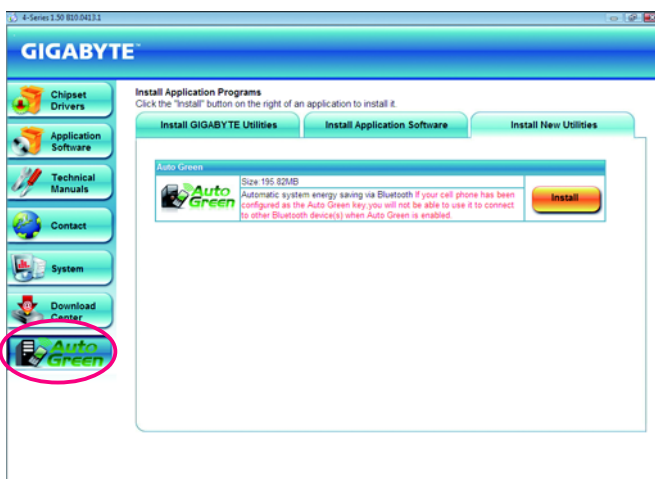 4-Series 1.50 B10.0413.1
GIGABYTE™
Chipset
Drivers
Application
Software
Technical
Manuals
Contact
System
Download
Center
Auto
Green
Install Application Programs
Click the "Install" button on the right of an application to install it.
Install GIGABYTE Utilities
Install Application Software
Install New Utilities
Auto Green
Auto
Green
Size:195.82MB
Automatic system energy saving via Bluetooth If your cell phone has been
configured as the Auto Green key,you will not be able to use it to connect
to other Bluetooth device(s) when Auto Green is enabled.
Install